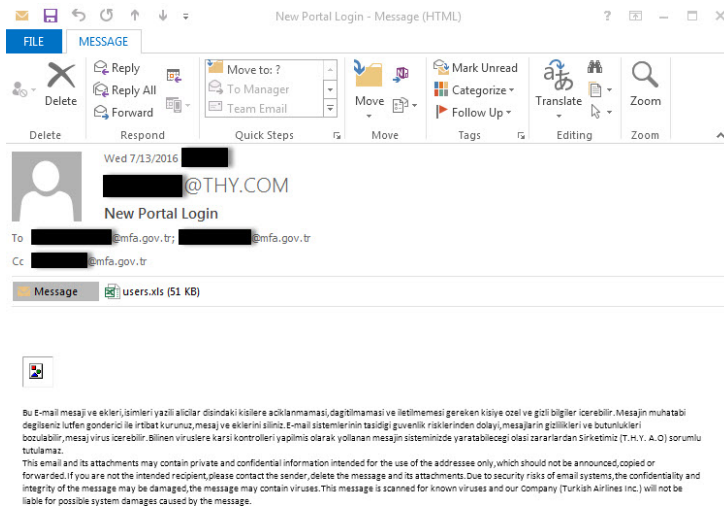 New Portal Login - Message (HTML)
FILE MESSAGE
Delete
Reply
Reply All
Forward
Move to: ?
To Manager
Team Email
Move
Mark Unread
Categorize
Follow Up
Translate
Zoom
Delete Respond Quick Steps Move Tags Editing Zoom
Wed 7/13/2016
@THY.COM
New Portal Login
To @mfa.gov.tr; @mfa.gov.tr
Cc @mfa.gov.tr
Message users.xls (51 KB)
Bu E-mail mesaji ve ekleri,isimleri yazili alicilar disindaki kisilere aciklanmamasi,dagitilmamasi ve iletilmemesi gereken kisiye ozel ve gizli bilgiler icerebilir.Mesajin muhatabi
degilseniz lutfen gonderici ile irtibat kurunuz,mesaj ve eklerini siliniz.E-mail sistemlerinin tasidigi guvenlik risklerinden dolayi,mesajlarin gizlilikleri ve butunlukleri
bozulabilir,mesaj virus icerebilir.Bilinen viruslere karsi kontrolleri yapilmis olarak yollanan mesajin sisteminizde yaratabilecegi olasi zararlardan Sirketimiz (T.H.Y. A.O) sorumlu
tutulamaz.
This email and its attachments may contain private and confidential information intended for the use of the addressee only,which should not be announced,copied or
forwarded.If you are not the intended recipient,please contact the sender,delete the message and its attachments.Due to security risks of email systems,the confidentiality and
integrity of the message may be damaged,the message may contain viruses.This message is scanned for known viruses and our Company (Turkish Airlines Inc.) will not be
liable for possible system damages caused by the message.